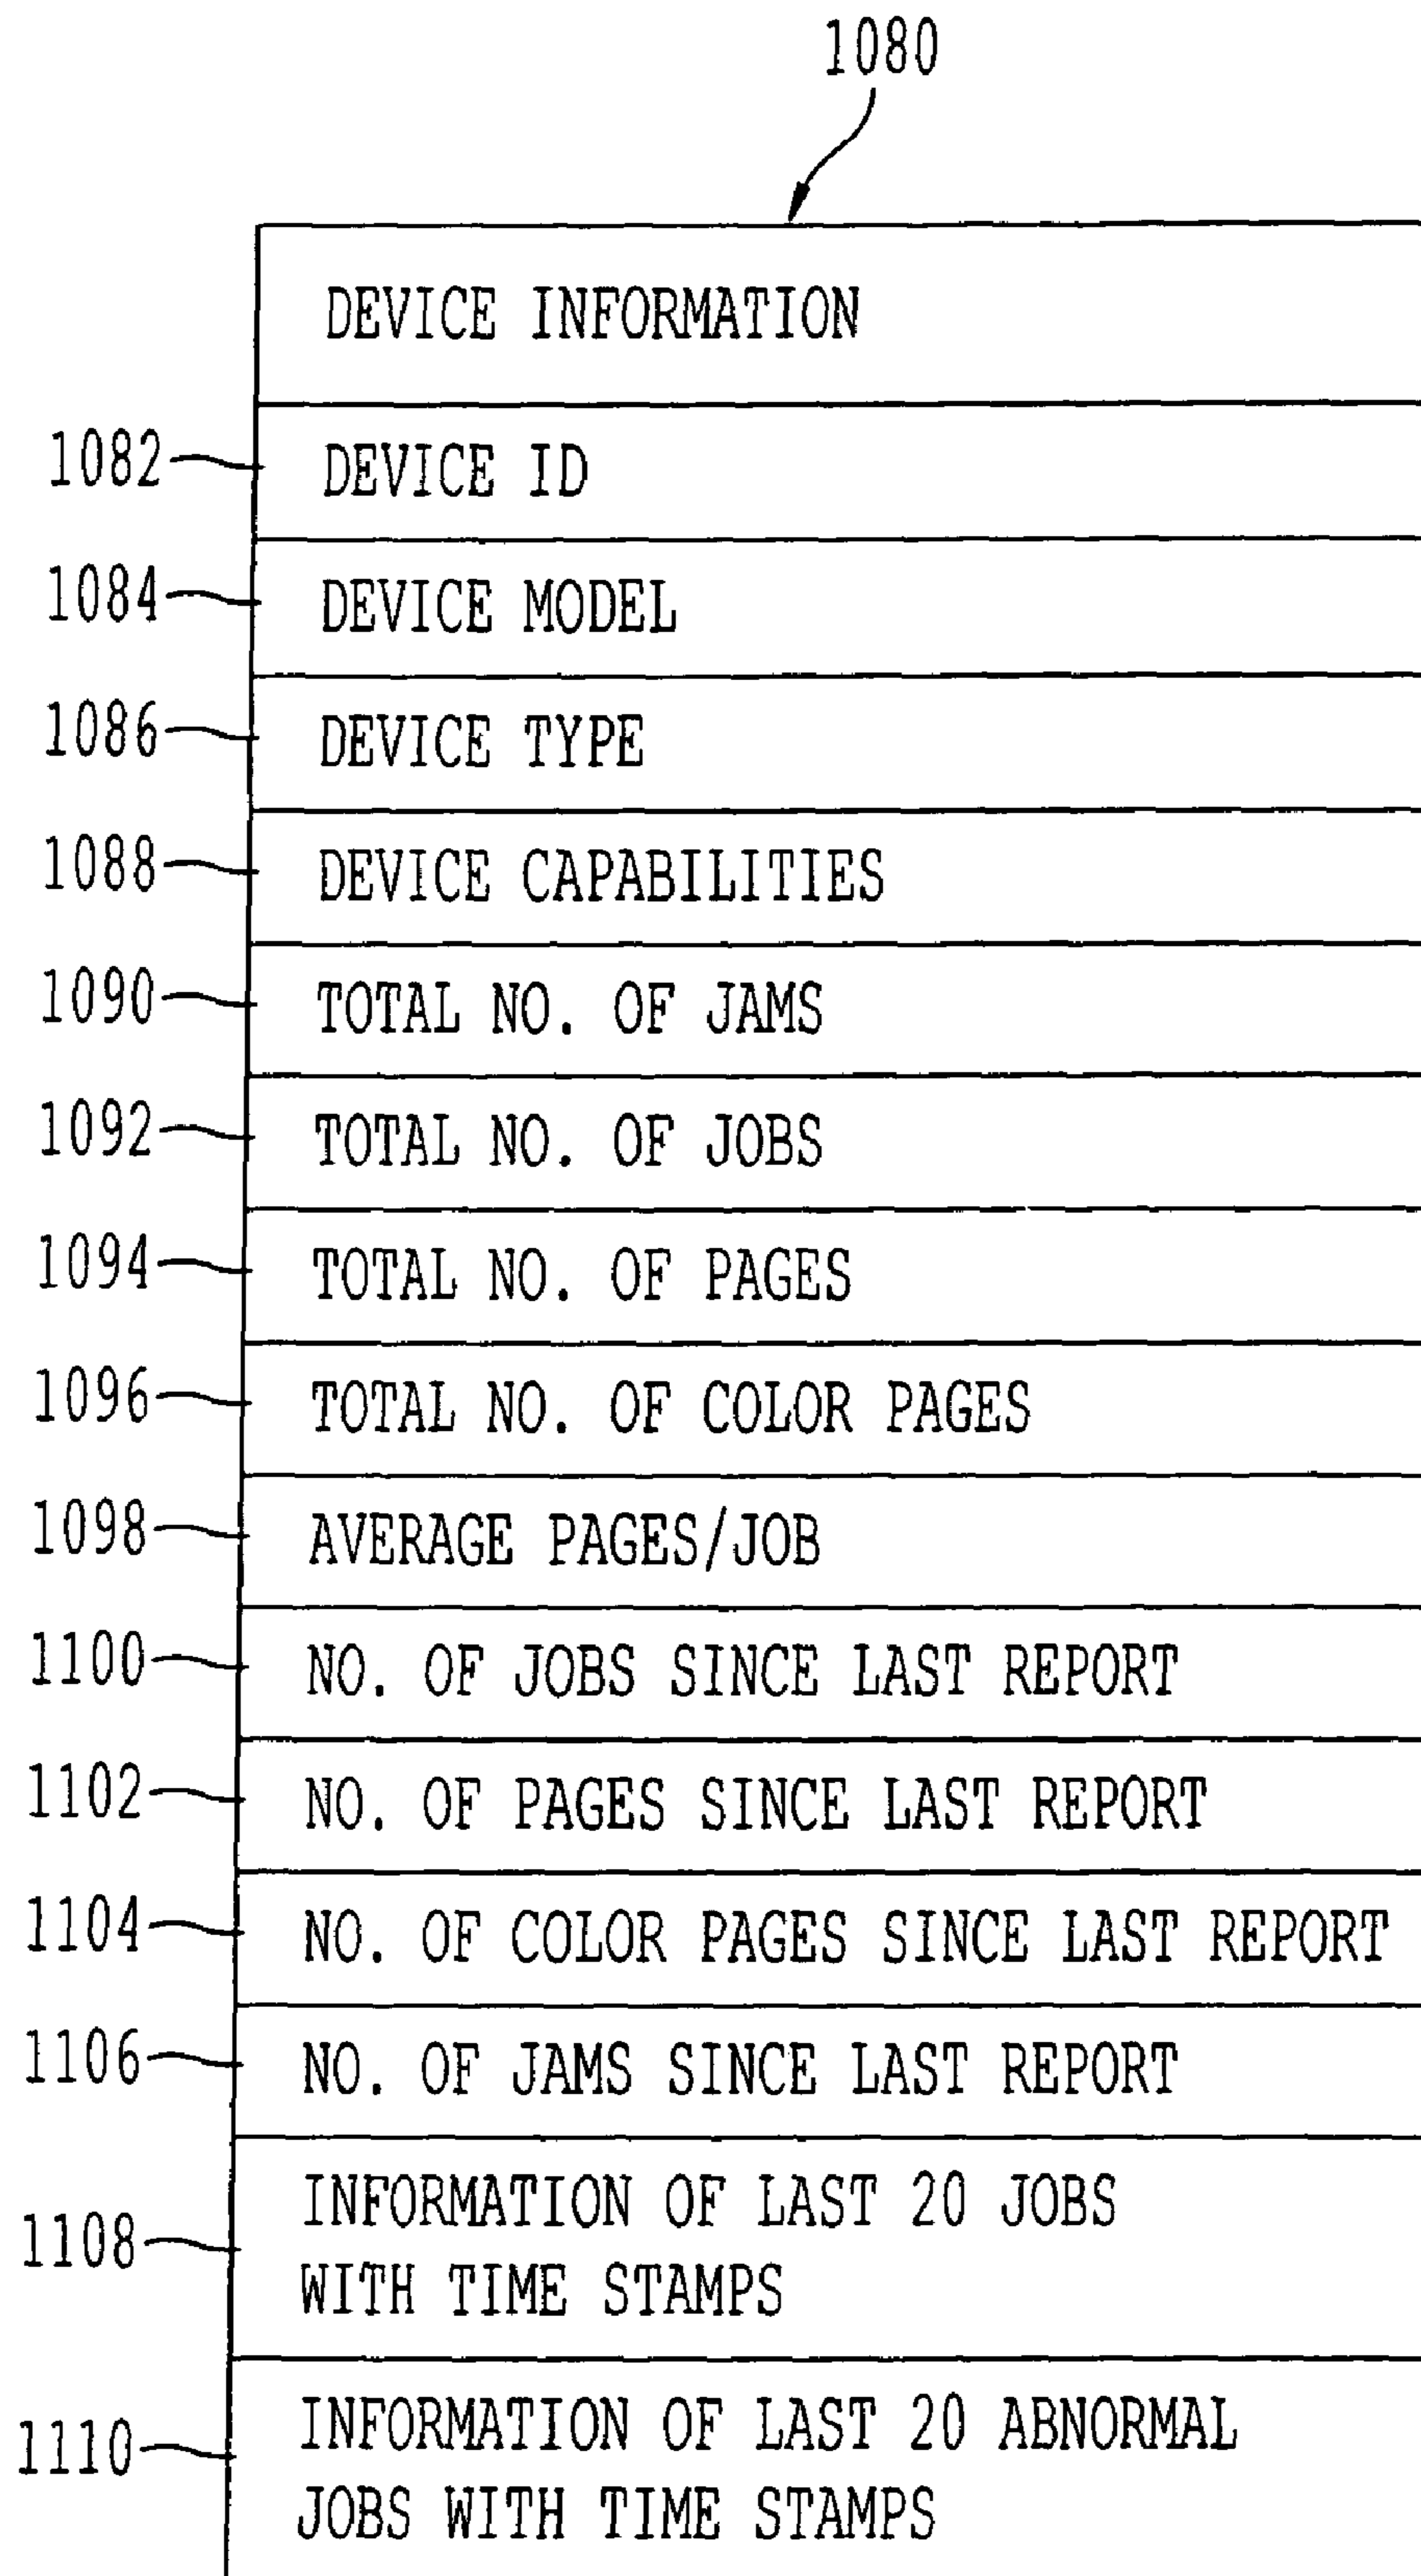 1080
DEVICE INFORMATION
1082 DEVICE ID
1084 DEVICE MODEL
1086 DEVICE TYPE
1088 DEVICE CAPABILITIES
1090 TOTAL NO. OF JAMS
1092 TOTAL NO. OF JOBS
1094 TOTAL NO. OF PAGES
1096 TOTAL NO. OF COLOR PAGES
1098 AVERAGE PAGES/JOB
1100 NO. OF JOBS SINCE LAST REPORT
1102 NO. OF PAGES SINCE LAST REPORT
1104 NO. OF COLOR PAGES SINCE LAST REPORT
1106 NO. OF JAMS SINCE LAST REPORT
1108 INFORMATION OF LAST 20 JOBS
WITH TIME STAMPS
1110 INFORMATION OF LAST 20 ABNORMAL
JOBS WITH TIME STAMPS